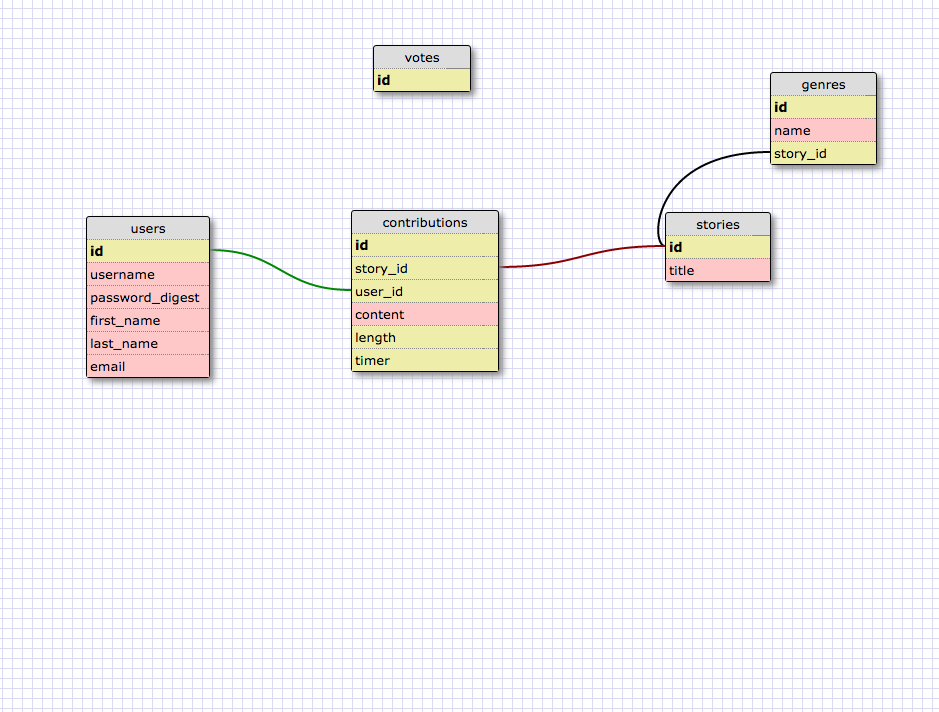 votes
id
genres
id
name
story_id
users
id
username
password_digest
first_name
last_name
email
contributions
id
story_id
user_id
content
length
timer
stories
id
title